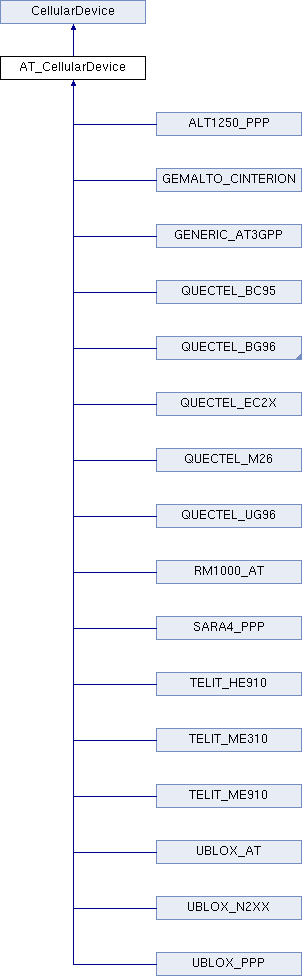 CellularDevice
AT_CellularDevice
ALT1250_PPP
GEMALTO_CINTERION
GENERIC_AT3GPP
QUECTEL_BC95
QUECTEL_BG96
QUECTEL_EC2X
QUECTEL_M26
QUECTEL_UG96
RM1000_AT
SARA4_PPP
TELIT_HE910
TELIT_ME310
TELIT_ME910
UBLOX_AT
UBLOX_N2XX
UBLOX_PPP